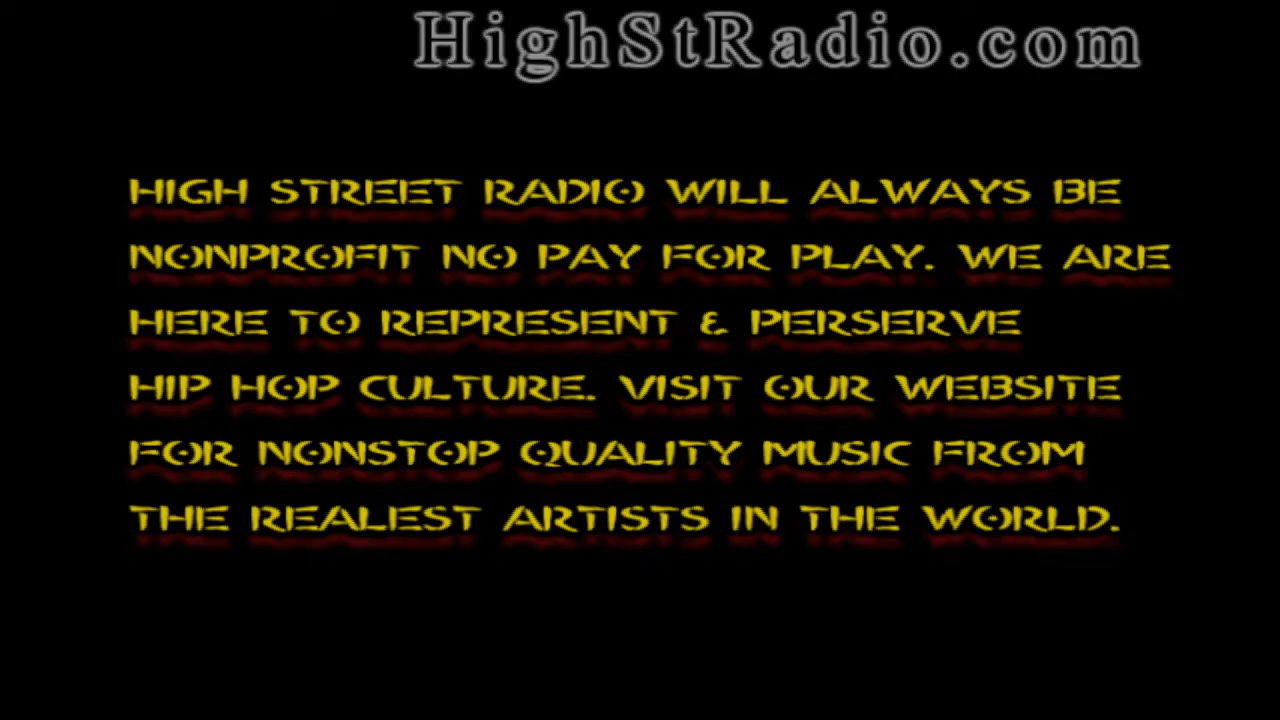 HighStRadio.com
HIGH STREET RADIO WILL ALWAYS BE
NONPROFIT NO PAY FOR PLAY. WE ARE
HERE TO REPRESENT & PERSERVE
HIP HOP CULTURE. VISIT OUR WEBSITE
FOR NONSTOP QUALITY MUSIC FROM
THE REALEST ARTISTS IN THE WORLD.